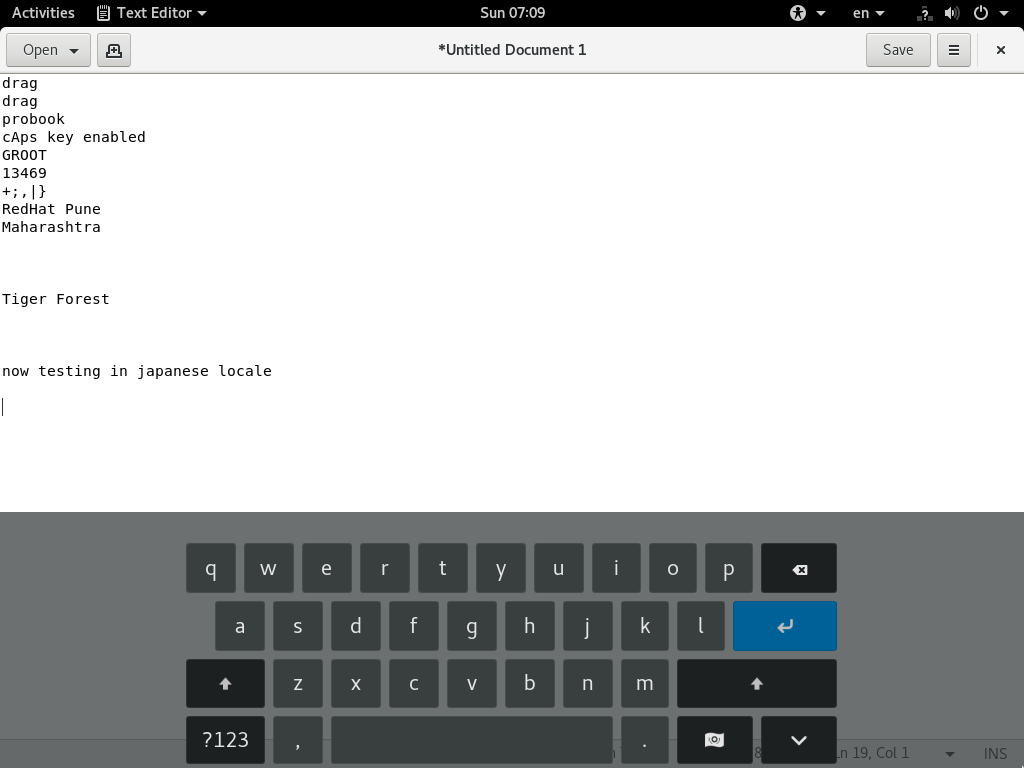 Activities Text Editor Sun 07:09 en
Open *Untitled Document 1 Save
drag
drag
probook
cAps key enabled
GROOT
13469
+;,|}
RedHat Pune
Maharashtra
Tiger Forest
now testing in japanese locale
q w e r t y u i o p
a s d f g h j k l
z x c v b n m
?123 , .
Ln 19, Col 1 INS